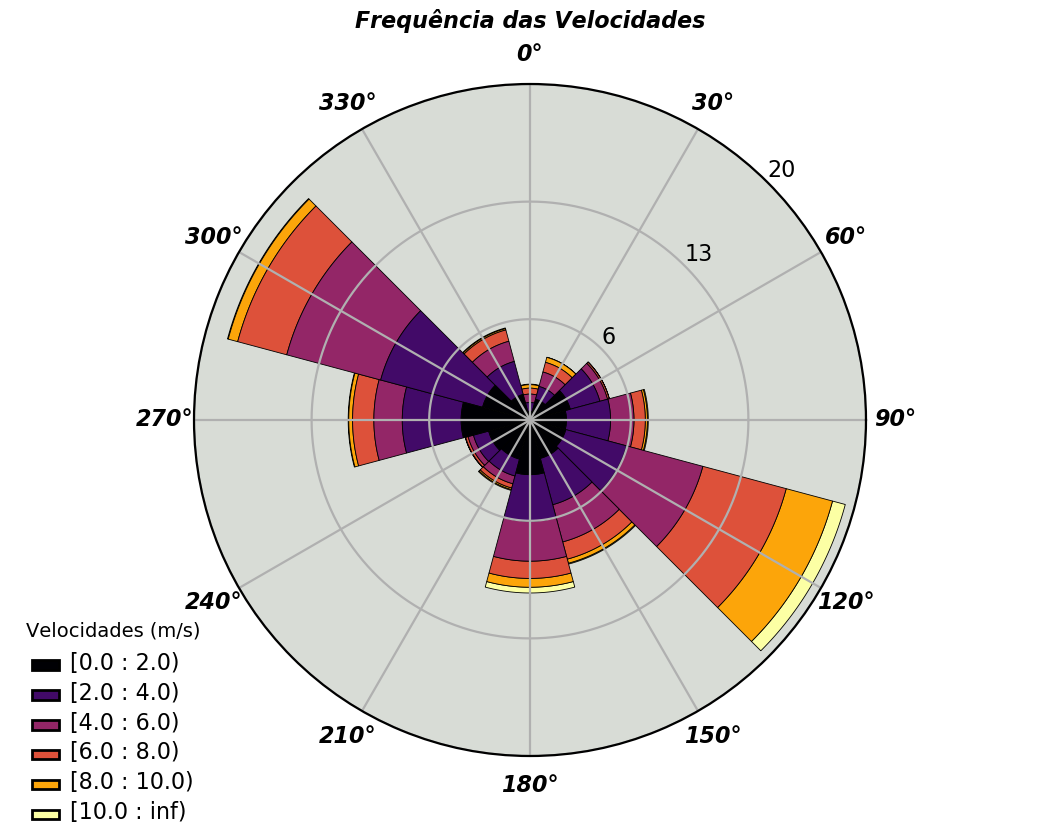 Frequência das Velocidades
0°
330°
30°
20
300°
60°
13
6
270°
90°
240°
120°
210°
150°
180°
Velocidades (m/s)
[0.0 : 2.0)
[2.0 : 4.0)
[4.0 : 6.0)
[6.0 : 8.0)
[8.0 : 10.0)
[10.0 : inf)